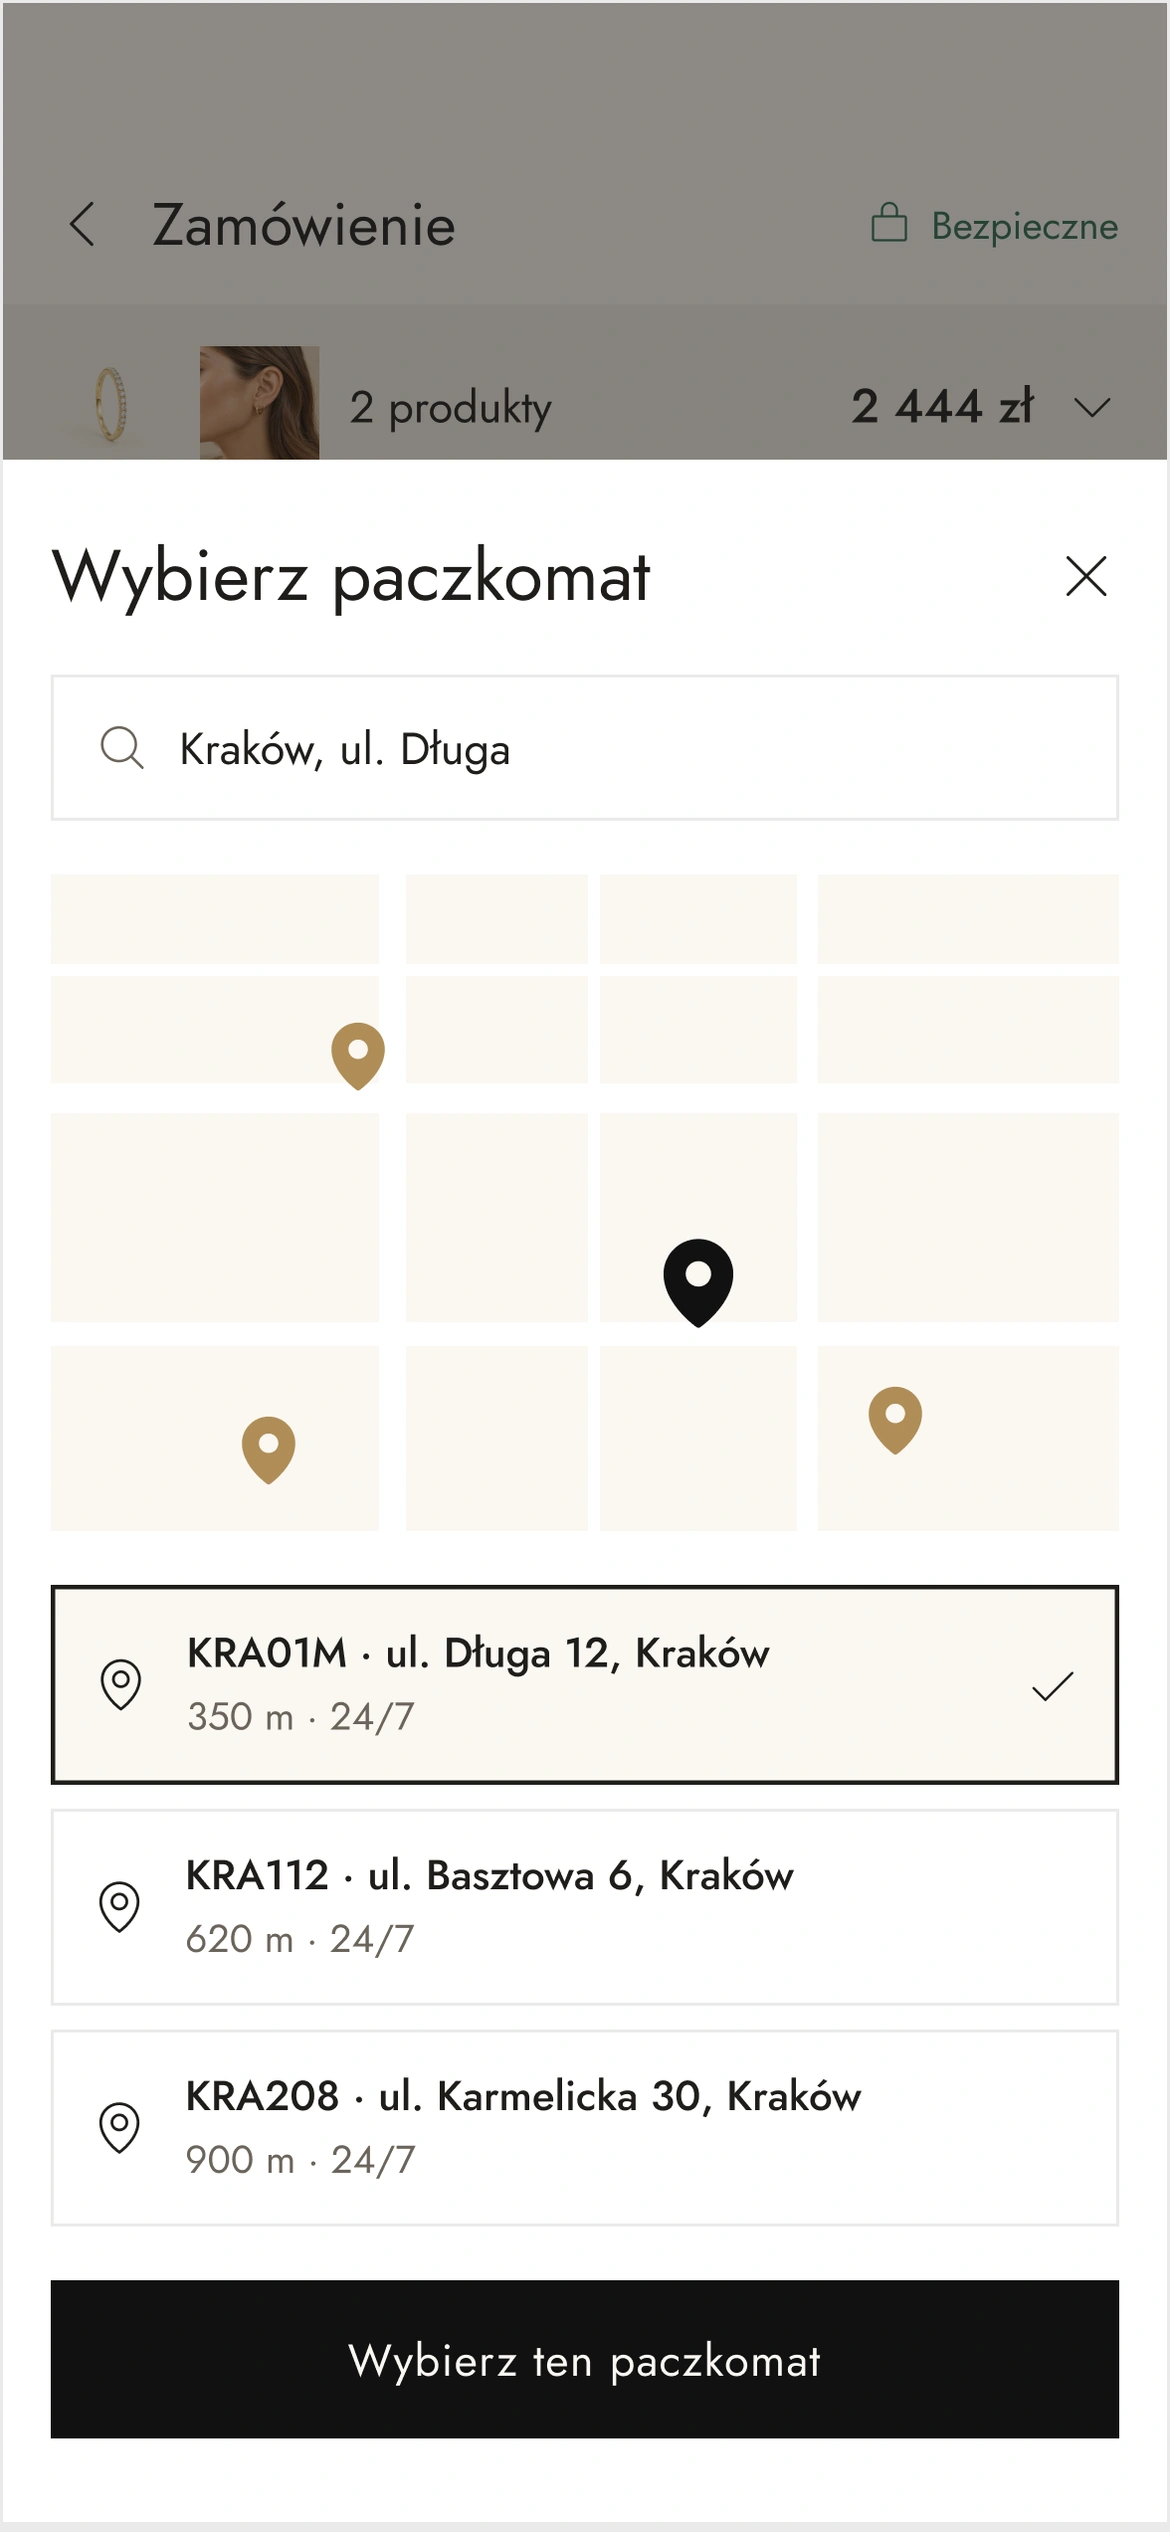 Zamówienie
Bezpieczne
2 produkty
2 444 zł
Wybierz paczkomat
Kraków, ul. Długa
KRA01M · ul. Długa 12, Kraków
350 m · 24/7
KRA112 · ul. Basztowa 6, Kraków
620 m · 24/7
KRA208 · ul. Karmelicka 30, Kraków
900 m · 24/7
Wybierz ten paczkomat